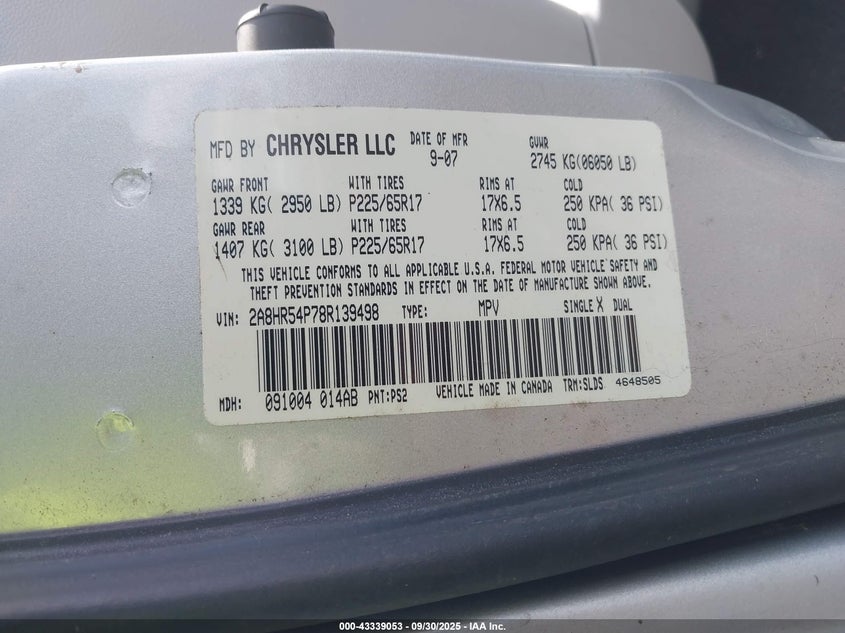 MFD BY CHRYSLER LLC DATE OF MFR 9-07 GVWR 2745 KG(06050 LB)
GAWR FRONT WITH TIRES RIMS AT COLD
1339 KG( 2950 LB) P225/65R17 17X6.5 250 KPA( 36 PSI)
GAWR REAR WITH TIRES RIMS AT COLD
1407 KG( 3100 LB) P225/65R17 17X6.5 250 KPA( 36 PSI)
THIS VEHICLE CONFORMS TO ALL APPLICABLE U.S.A. FEDERAL MOTOR VEHICLE SAFETY AND
THEFT PREVENTION STANDARDS IN EFFECT ON THE DATE OF MANUFACTURE SHOWN ABOVE.
VIN: 2A8HR54P78R139498 TYPE: MPV SINGLE X DUAL
MDH: 091004 014AB PNT:PS2 VEHICLE MADE IN CANADA TRM:SLDS 4648505
000-43339053 - 09/30/2025 - IAA Inc.